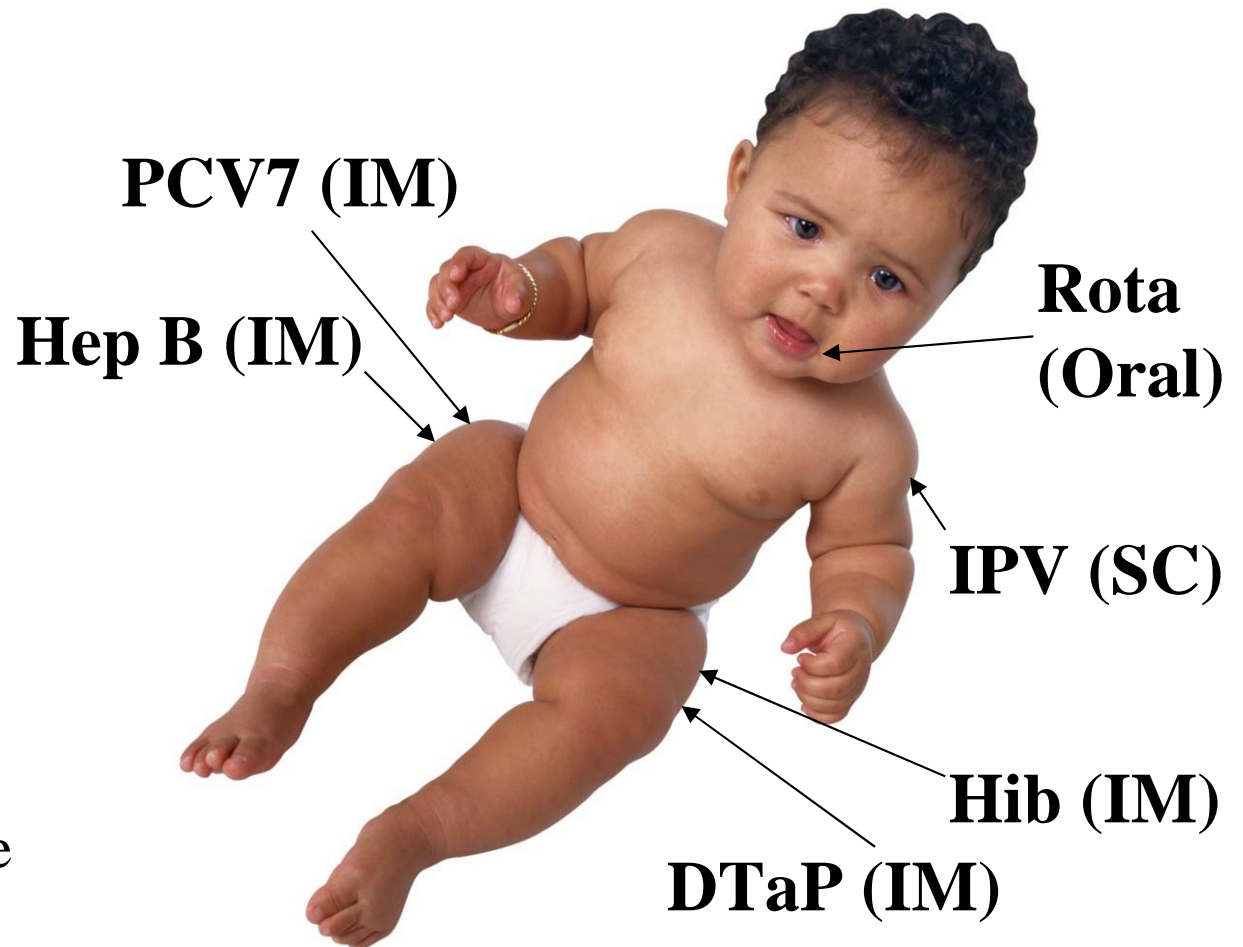 PCV7 (IM)
Hep B (IM)
Rota
(Oral)
IPV (SC)
Hib (IM)
DTaP (IM)
e